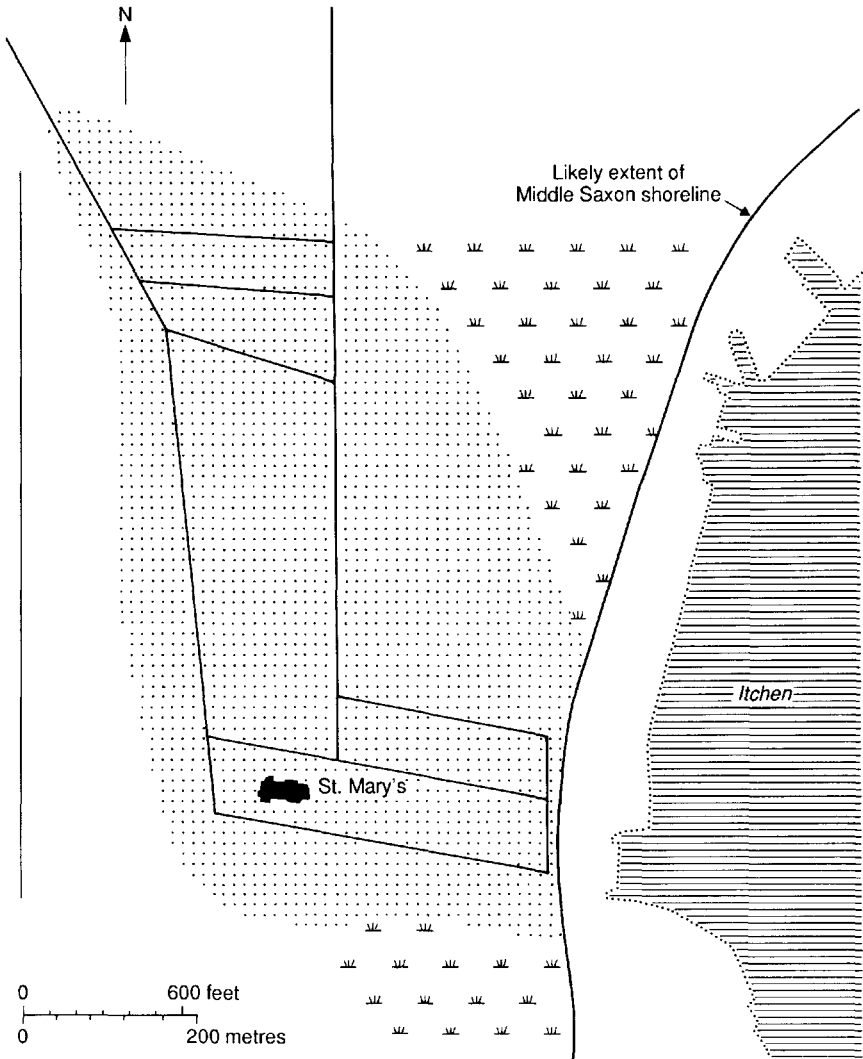 N
Likely extent of
Middle Saxon shoreline
Itchen
St. Mary's
0 600 feet
0 200 metres